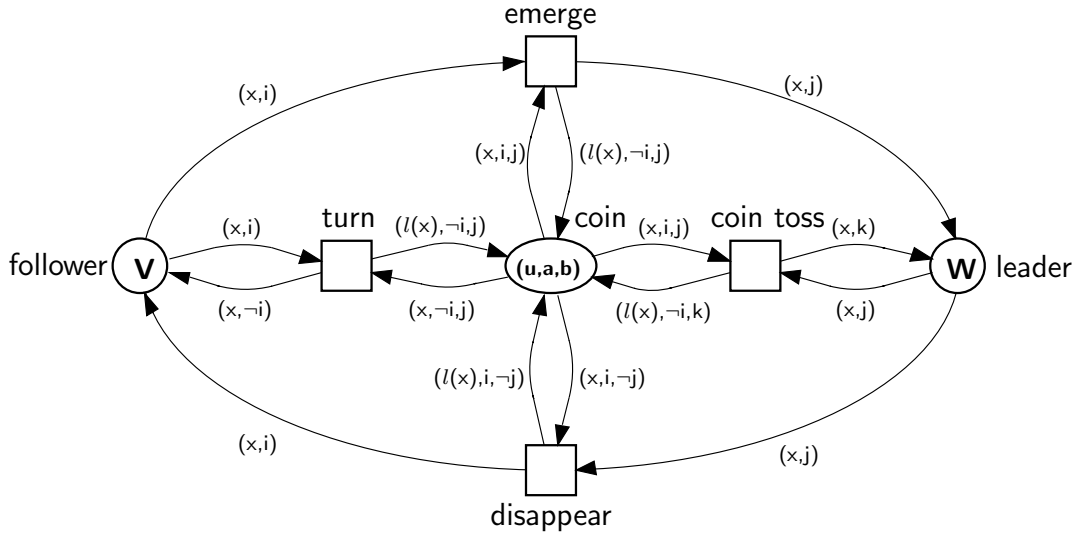 emerge
(x,i)
(x,j)
(x,i,j)
(l(x),¬i,j)
turn
coin
coin toss
(x,i)
(l(x),¬i,j)
(x,i,j)
(x,k)
follower
V
(u,a,b)
W
leader
(x,¬i)
(x,¬i,j)
(l(x),¬i,k)
(x,j)
(l(x),i,¬j)
(x,i,¬j)
(x,i)
(x,j)
disappear